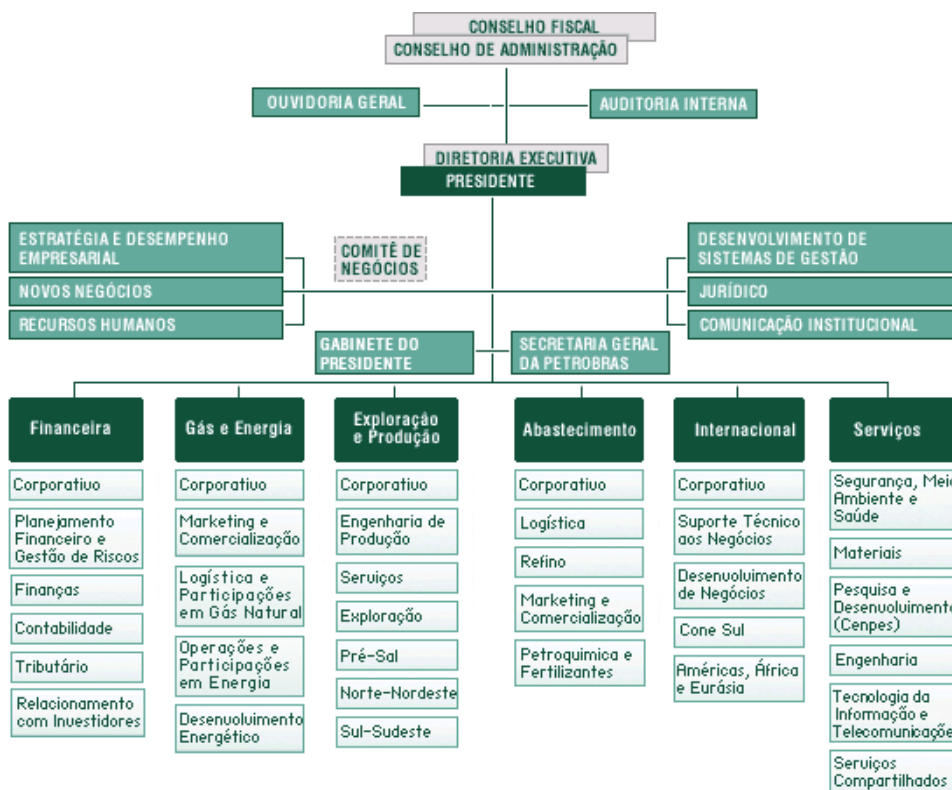 CONSELHO FISCAL
CONSELHO DE ADMINISTRAÇÃO
OUVIDORIA GERAL
AUDITORIA INTERNA
DIRETORIA EXECUTIVA
PRESIDENTE
ESTRATÉGIA E DESEMPENHO
EMPRESARIAL
NOVOS NEGÓCIOS
RECURSOS HUMANOS
COMITÊ DE
NEGÓCIOS
DESENVOLVIMENTO DE
SISTEMAS DE GESTÃO
JURÍDICO
COMUNICAÇÃO INSTITUCIONAL
GABINETE DO
PRESIDENTE
SECRETARIA GERAL
DA PETROBRAS
Financeira
Corporativo
Planejamento
Financeiro e
Gestão de Riscos
Finanças
Contabilidade
Tributário
Relacionamento
com Investidores
Gás e Energia
Corporativo
Marketing e
Comercialização
Logística e
Participações
em Gás Natural
Operações e
Participações
em Energia
Desenvolvimento
Energético
Exploração
e Produção
Corporativo
Engenharia de
Produção
Serviços
Exploração
Pré-Sal
Norte-Nordeste
Sul-Sudeste
Abastecimento
Corporativo
Logística
Refino
Marketing e
Comercialização
Petroquimica e
Fertilizantes
Internacional
Corporativo
Suporte Técnico
aos Negócios
Desenvolvimento
de Negócios
Cone Sul
Américas, África
e Eurásia
Serviços
Segurança, Meio
Ambiente e
Saúde
Materiais
Pesquisa e
Desenvolvimento
(Cenpes)
Engenharia
Tecnologia da
Informação e
Telecomunicaçõe
Serviços
Compartilhados